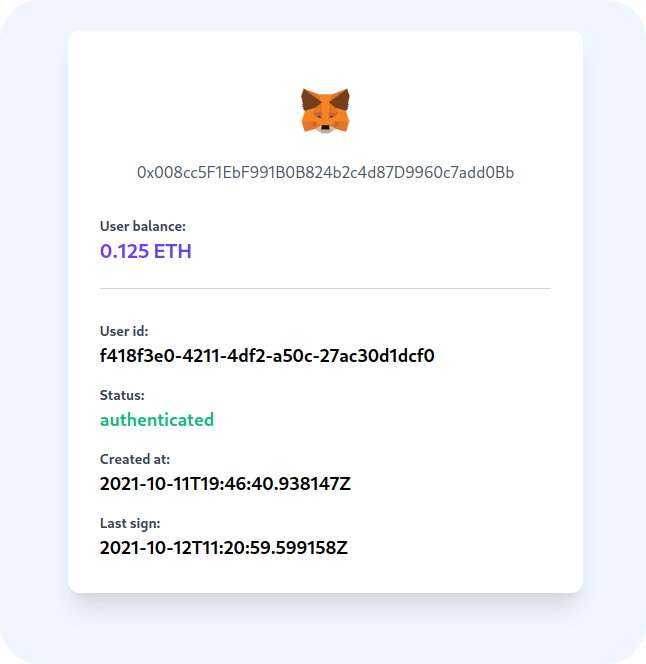 0x008cc5F1EbF991B0B824b2c4d87D9960c7add0Bb
User balance:
0.125 ETH
User id:
f418f3e0-4211-4df2-a50c-27ac30d1dcf0
Status:
authenticated
Created at:
2021-10-11T19:46:40.938147Z
Last sign:
2021-10-12T11:20:59.599158Z